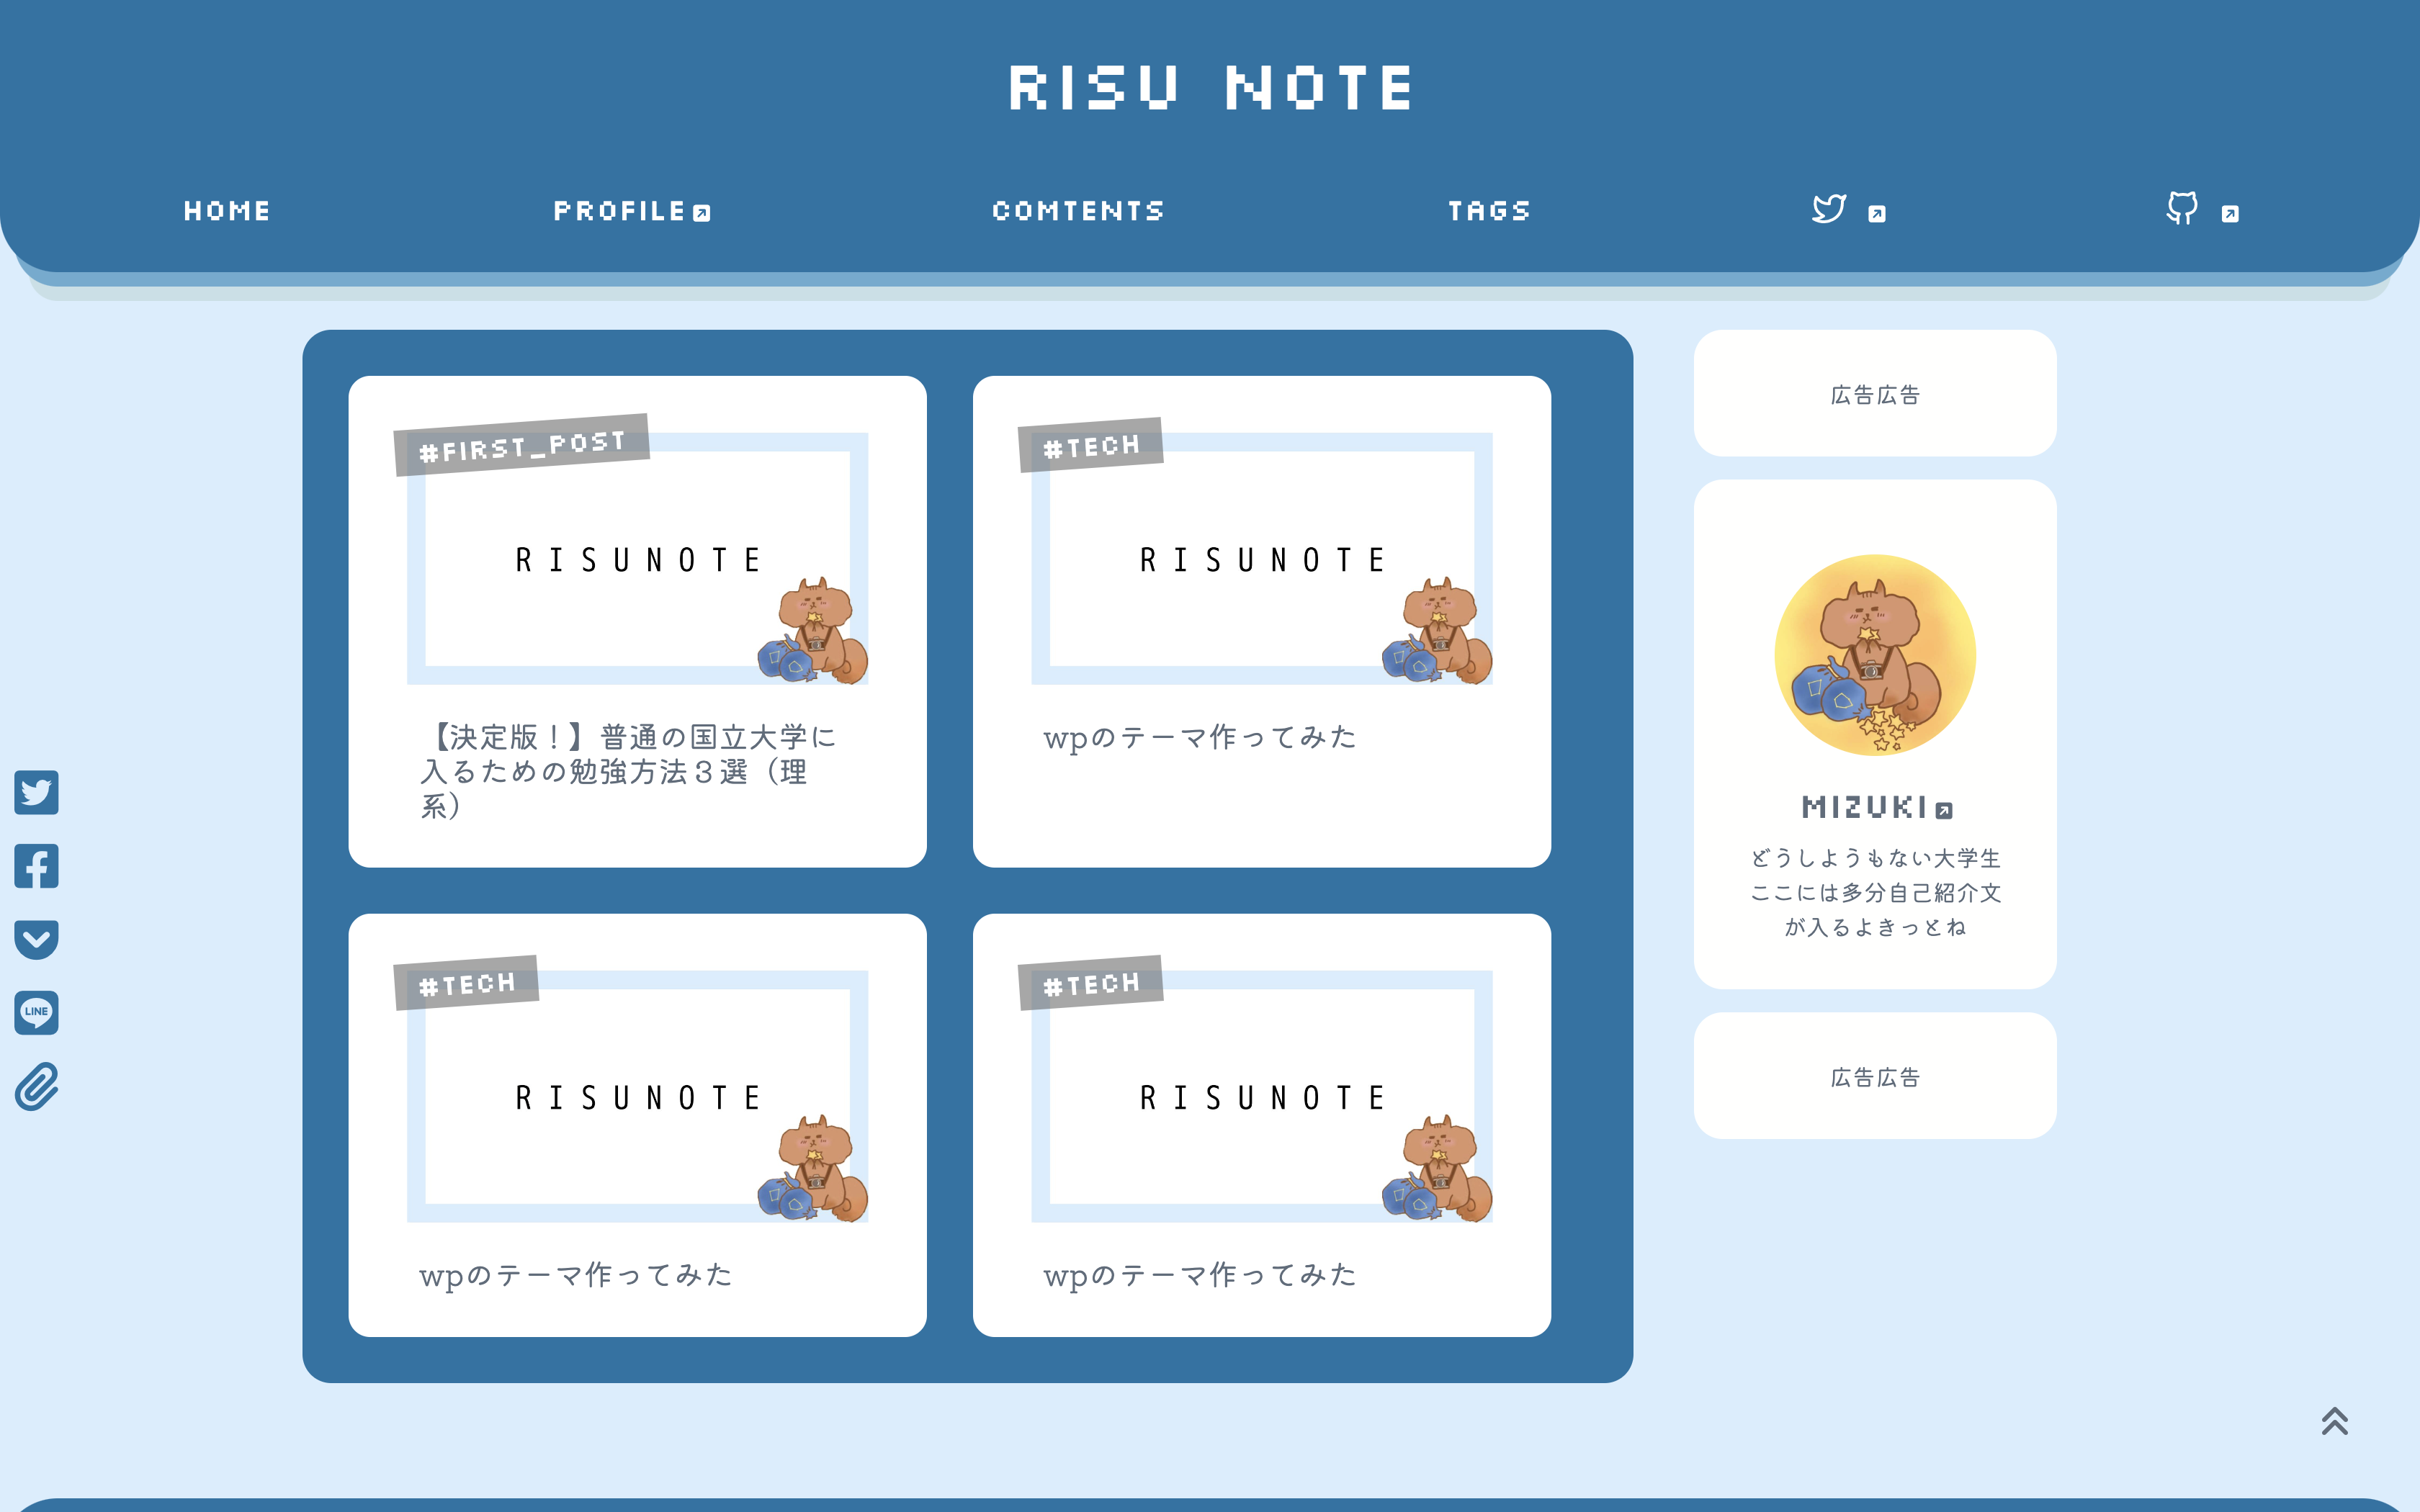 RISU NOTE
HOME
PROFILE
COMTENTS
TAGS
#FIRST_POST
RISUNOTE
【決定版！】普通の国立大学に
入るための勉強方法３選（理
系）
#TECH
RISUNOTE
wpのテーマ作ってみた
#TECH
RISUNOTE
wpのテーマ作ってみた
#TECH
RISUNOTE
wpのテーマ作ってみた
広告広告
MIZUKI
どうしようもない大学生
ここには多分自己紹介文
が入るよきっとね
広告広告
LINE